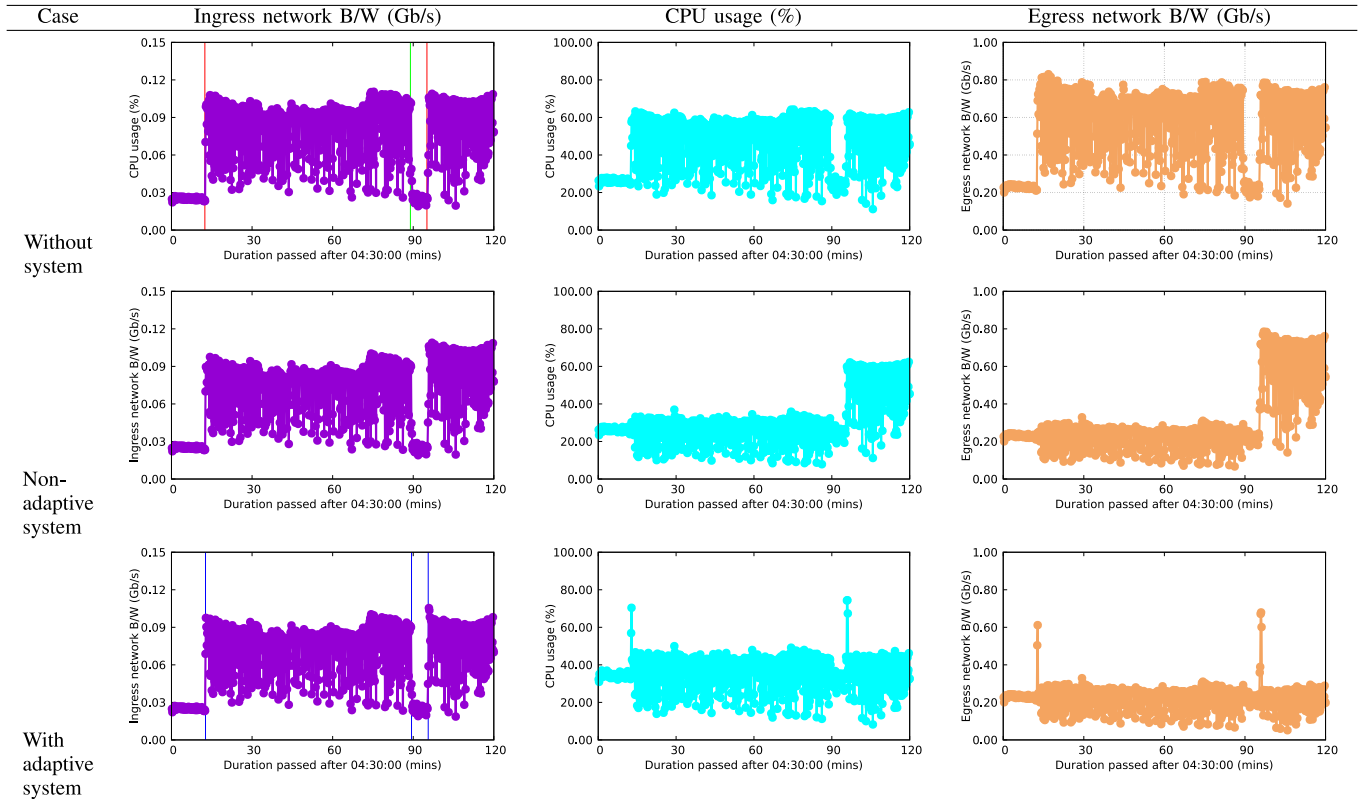 Case Ingress network B/W (Gb/s) CPU usage (%) Egress network B/W (Gb/s)
Without
system
CPU usage (%)
0.15
0.12
0.09
0.06
0.03
0.00
0 30 60 90 120
Duration passed after 04:30:00 (mins)
CPU usage (%)
100.00
80.00
60.00
40.00
20.00
0.00
0 30 60 90 120
Duration passed after 04:30:00 (mins)
Egress network B/W (Gb/s)
1.00
0.80
0.60
0.40
0.20
0.00
0 30 60 90 120
Duration passed after 04:30:00 (mins)
Non-
adaptive
system
Ingress network B/W (Gb/s)
0.15
0.12
0.09
0.06
0.03
0.00
0 30 60 90 120
Duration passed after 04:30:00 (mins)
CPU usage (%)
100.00
80.00
60.00
40.00
20.00
0.00
0 30 60 90 120
Duration passed after 04:30:00 (mins)
Egress network B/W (Gb/s)
1.00
0.80
0.60
0.40
0.20
0.00
0 30 60 90 120
Duration passed after 04:30:00 (mins)
With
adaptive
system
Ingress network B/W (Gb/s)
0.15
0.12
0.09
0.06
0.03
0.00
0 30 60 90 120
Duration passed after 04:30:00 (mins)
CPU usage (%)
100.00
80.00
60.00
40.00
20.00
0.00
0 30 60 90 120
Duration passed after 04:30:00 (mins)
Egress network B/W (Gb/s)
1.00
0.80
0.60
0.40
0.20
0.00
0 30 60 90 120
Duration passed after 04:30:00 (mins)